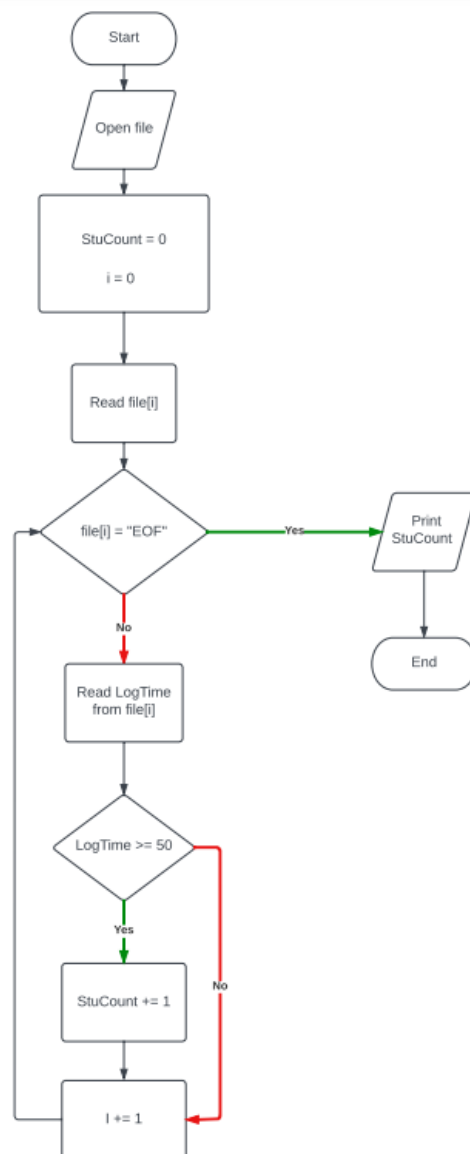 Start
Open file
StuCount = 0
i = 0
Read file[i]
file[i] = "EOF"
Yes
Print
StuCount
No
End
Read LogTime
from file[i]
LogTime >= 50
Yes
No
StuCount += 1
I += 1